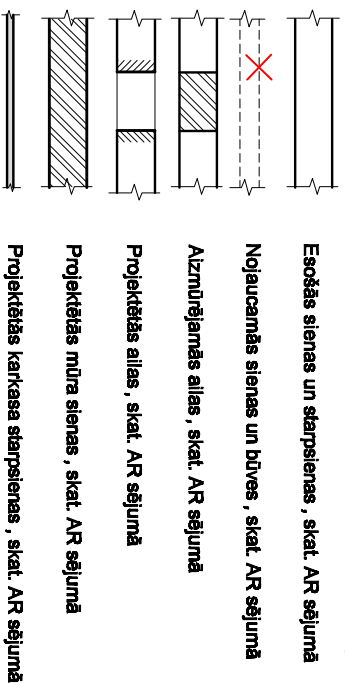 Esošās sienas un starpsienas , skat. AR sējumā
Nojaucamās sienas un būves , skat. AR sējumā
Aizmūrējamās ailas , skat. AR sējumā
Projektētās ailas , skat. AR sējumā
Projektētās mūra sienas , skat. AR sējumā
Projektētās karkasa starpsienas , skat. AR sējumā